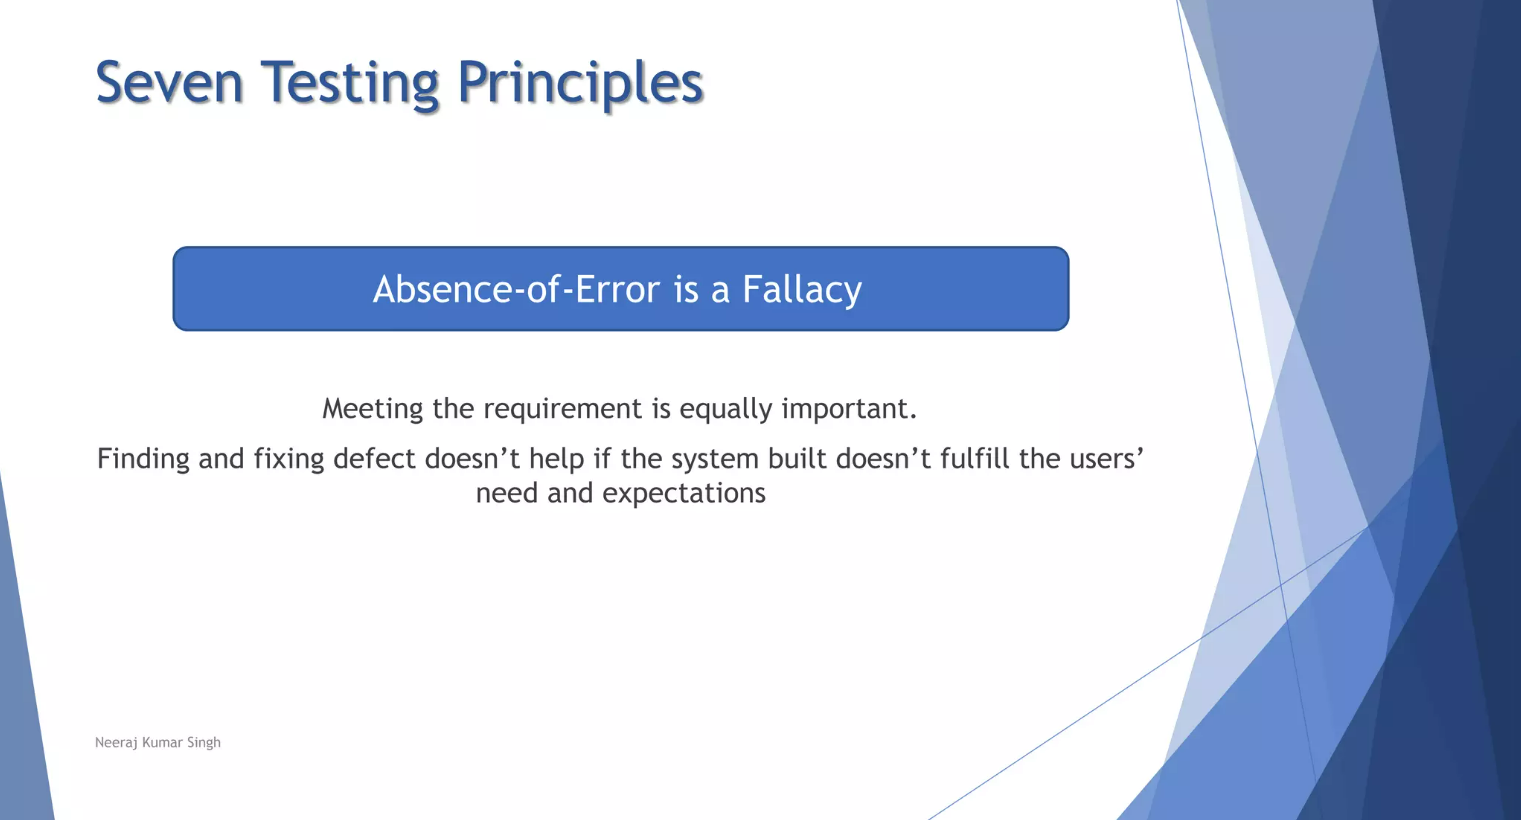 Seven Testing Principles
Absence-of-Error is a Fallacy
Meeting the requirement is equally important.
Finding and fixing defect doesn’t help if the system built doesn’t fulfill the users’
need and expectations
Neeraj Kumar Singh